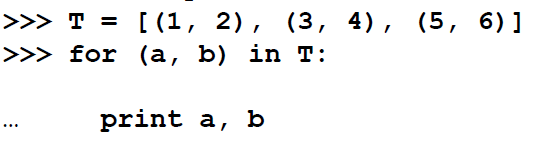 >>> T = [(1, 2), (3, 4), (5, 6)]
>>> for (a, b) in T:
... print a, b